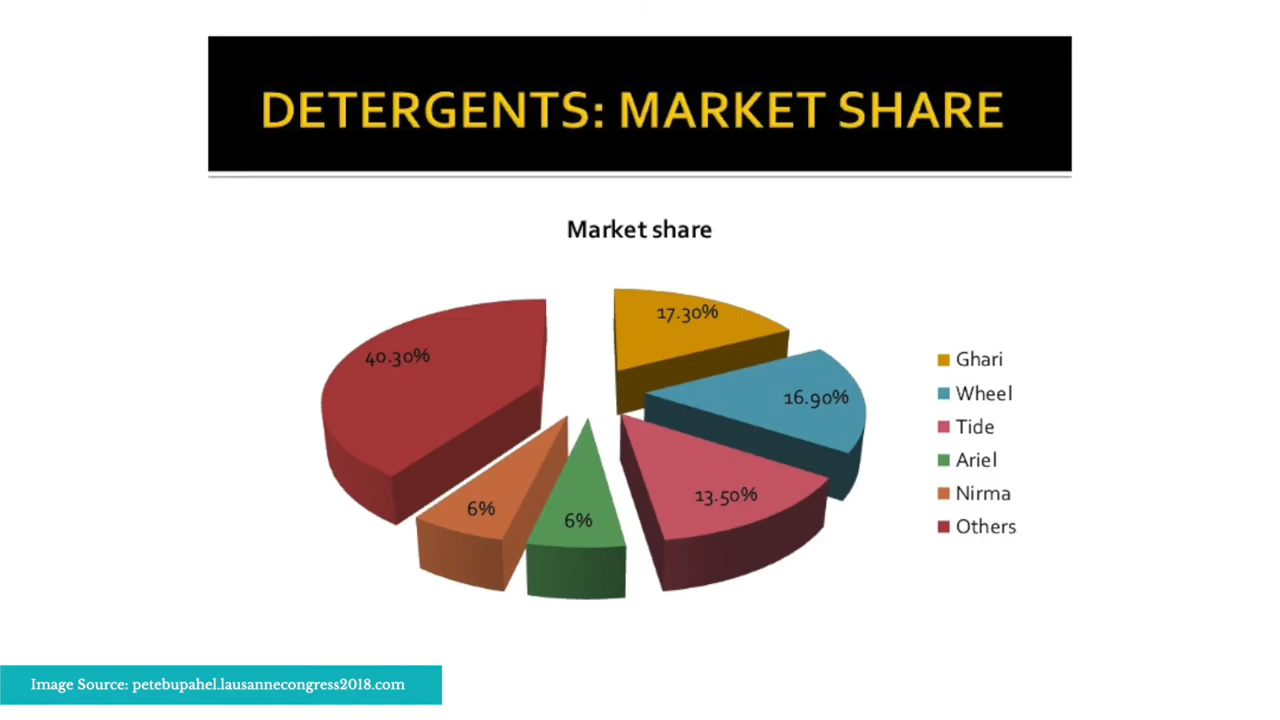 DETERGENTS: MARKET SHARE
Market share
17.30%
40.30%
16.90%
13.50%
6%
6%
Ghari
Wheel
Tide
Ariel
Nirma
Others
Image Source: petebupahel.lausannecongress2018.com